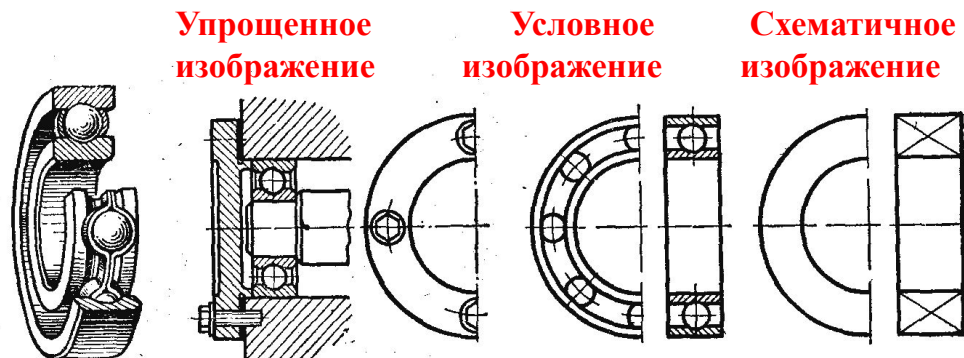 Упрощенное
изображение
Условное
изображение
Схематичное
изображение